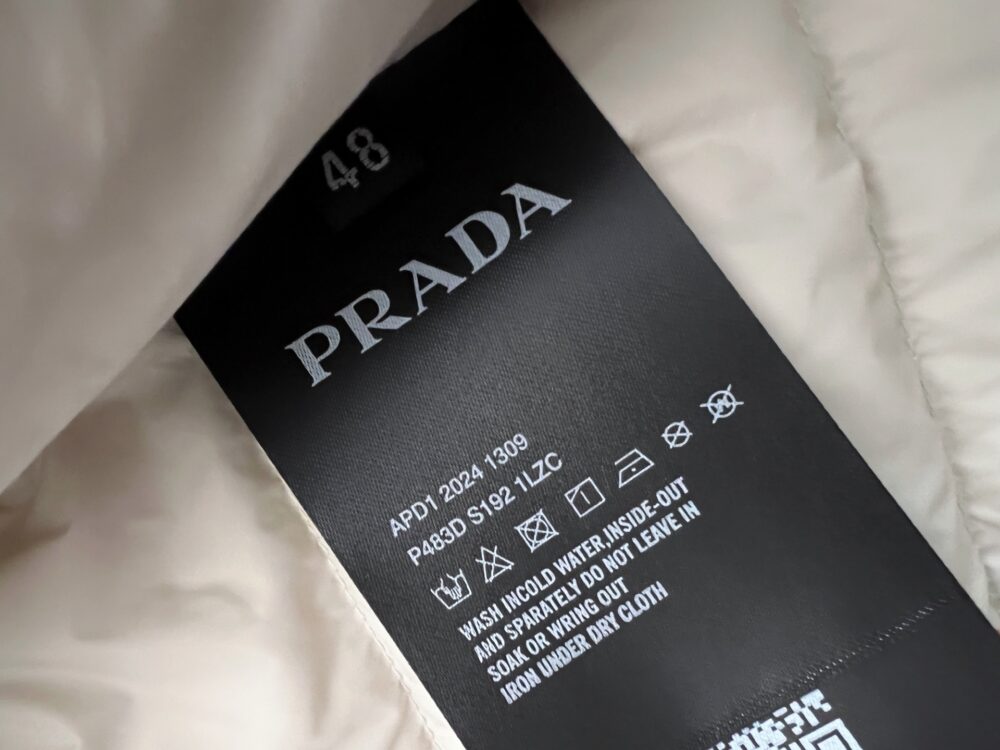 48
PRADA
APD1 2024 1309
P483D S192 1LZC
WASH INCOLD WATER,INSIDE-OUT
AND SPARATELY DO NOT LEAVE IN
SOAK OR WRING OUT
IRON UNDER DRY CLOTH